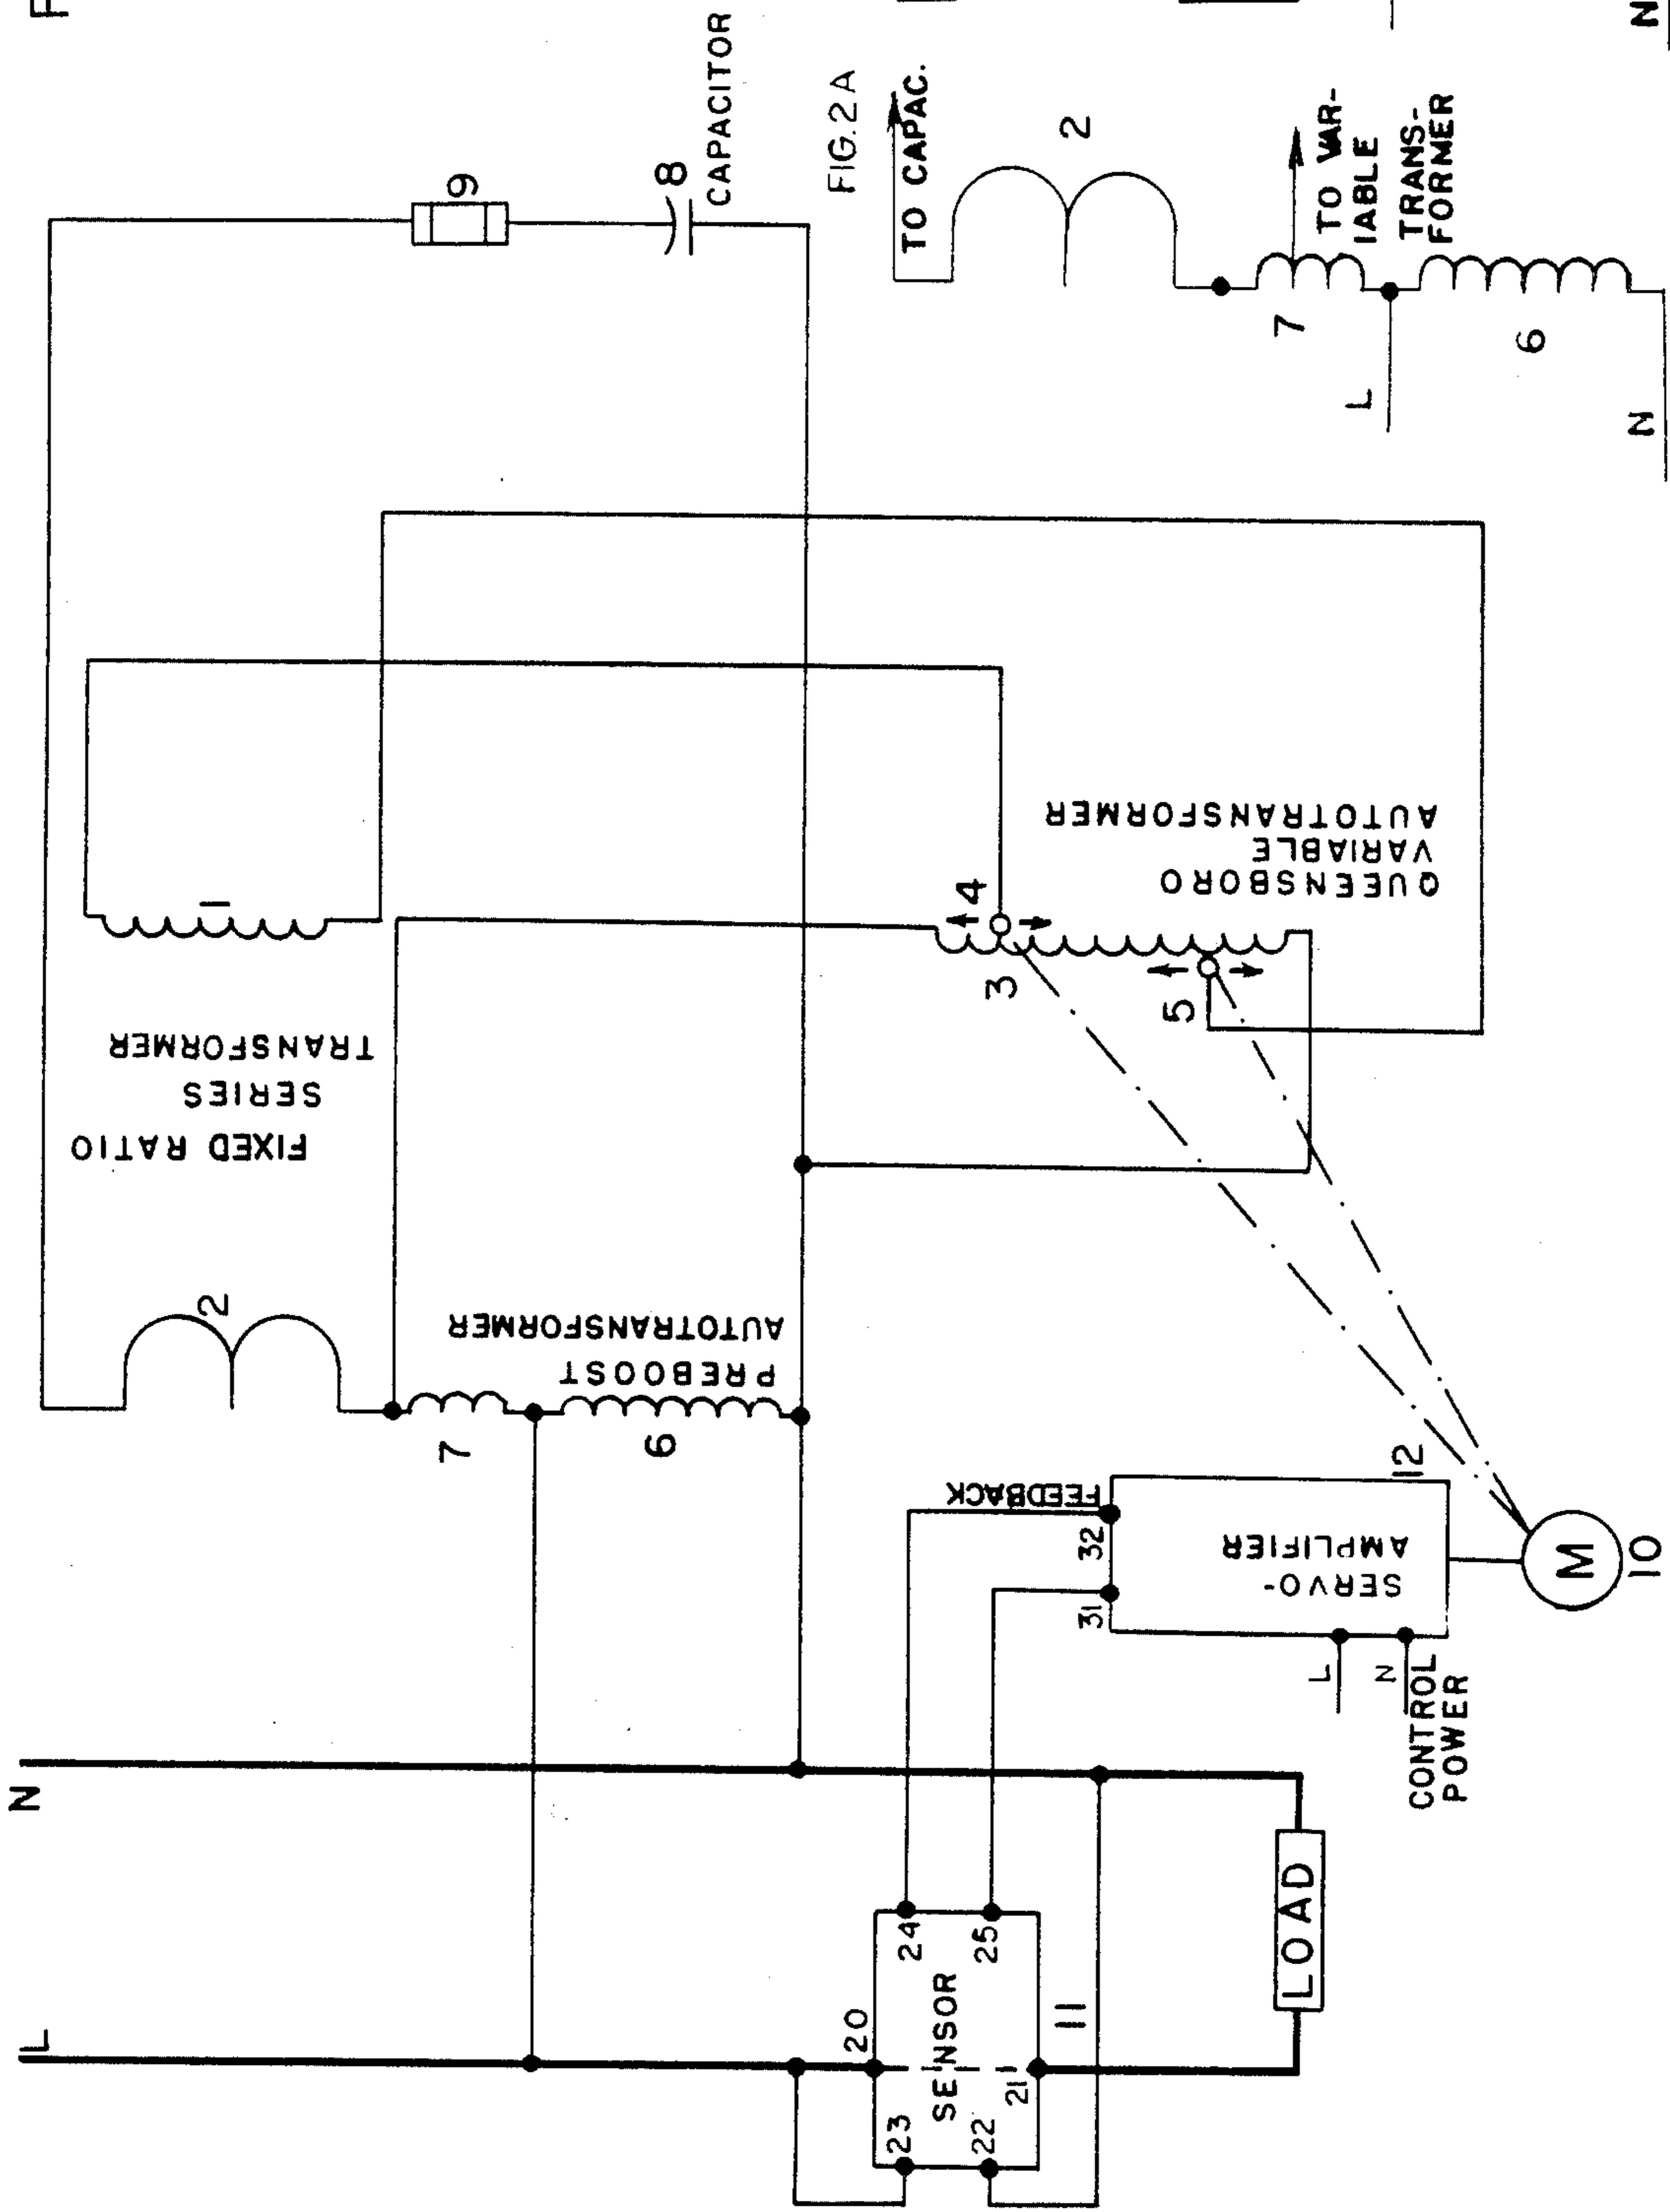 F
N
L
2
FIXED RATIO
SERIES
TRANSFORMER
1
9
8
CAPACITOR
7
6
PREBOOST
AUTOTRANSFORMER
3
4
5
QUEENSBORO
VARIABLE
AUTOTRANSFORMER
20
23
24
SENSOR
22
25
21
11
LOAD
FEEDBACK
31
32
SERVO-
AMPLIFIER
12
L
N
CONTROL
POWER
M
10
FIG. 2A
TO CAPAC.
2
7
TO VAR-
IABLE
TRANS-
FORMER
L
6
N
N